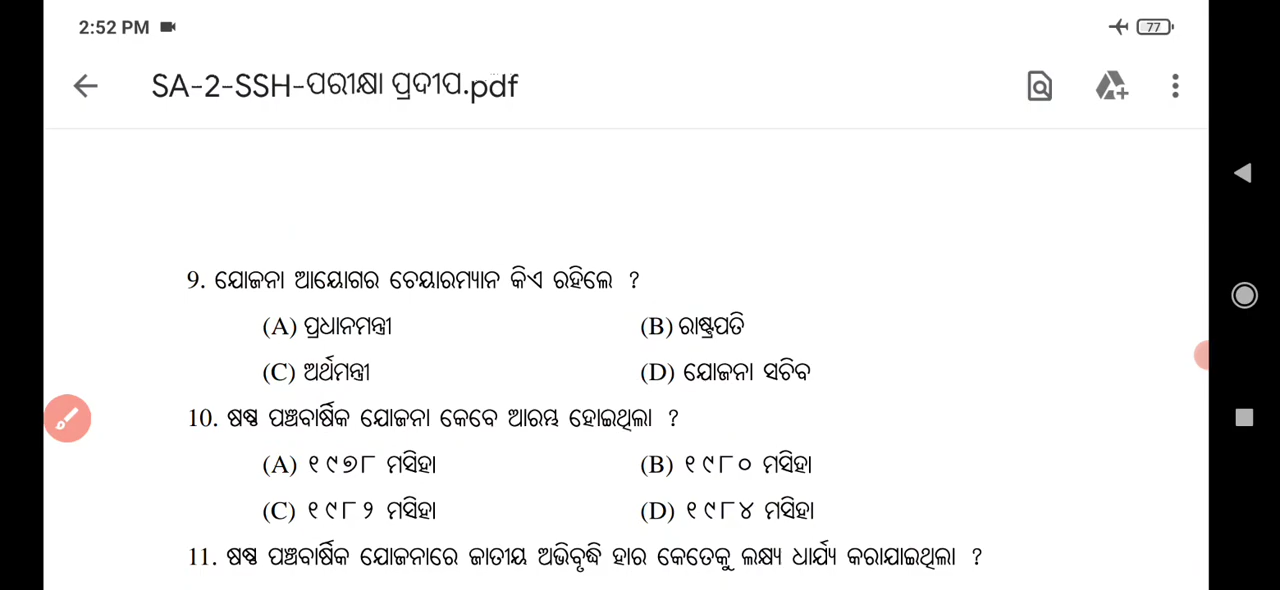 2:52 PM
77
SA-2-SSH-ପରୀକ୍ଷା ପ୍ରଦୀପ.pdf
9. ଯୋଜନା ଆୟୋଗର ଚେୟାରମ୍ୟାନ କିଏ ରହିଲେ ?
(A) ପ୍ରଧାନମନ୍ତ୍ରୀ (B) ରାଷ୍ଟ୍ରପତି
(C) ଅର୍ଥମନ୍ତ୍ରୀ (D) ଯୋଜନା ସଚିବ
10. ଷଷ୍ଠ ପଞ୍ଚବାର୍ଷିକ ଯୋଜନା କେବେ ଆରମ୍ଭ ହୋଇଥିଲା ?
(A) ୧୯୭୮ ମସିହା (B) ୧୯୮୦ ମସିହା
(C) ୧୯୮୨ ମସିହା (D) ୧୯୮୪ ମସିହା
11. ଷଷ୍ଠ ପଞ୍ଚବାର୍ଷିକ ଯୋଜନାରେ ଜାତୀୟ ଅଭିବୃଦ୍ଧି ହାର କେତେକୁ ଲକ୍ଷ୍ୟ ଧାର୍ଯ୍ୟ କରାଯାଇଥିଲା ?